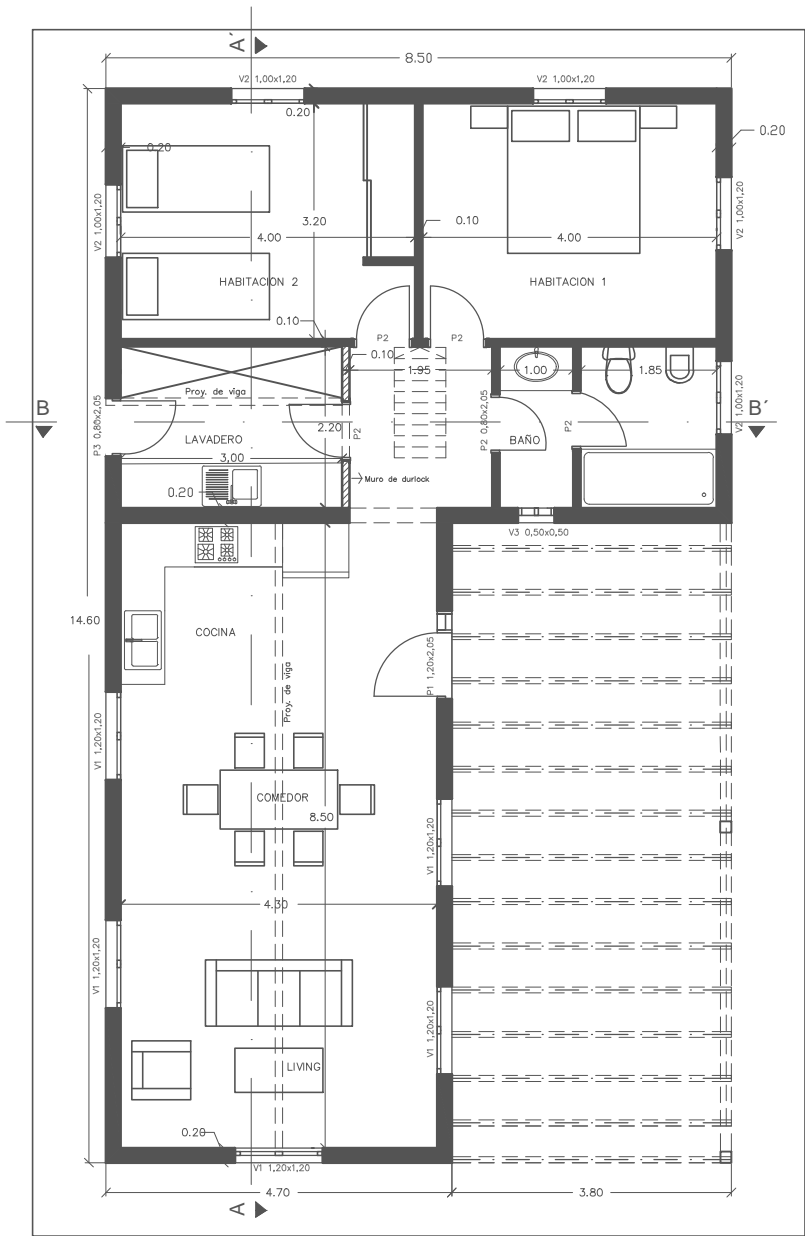 A´
8.50
V2 1,00x1,20
V2 1,00x1,20
0.20
0.20
0.20
V2 1,00x1,20
V2 1,00x1,20
3.20
0.10
4.00
4.00
HABITACION 2
HABITACION 1
0.10
P2
P2
0.10
1.95
1.00
1.85
V2 1,00x1,20
Proy. de viga
B
B´
P3 0,80x2,05
LAVADERO
2.20
P2
P2 0,80x2,05
BAÑO
P2
3,00
Muro de durlock
0.20
V3 0,50x0,50
14.60
COCINA
P1 1,20x2,05
Proy. de viga
V1 1,20x1,20
COMEDOR
8.50
V1 1,20x1,20
4.30
V1 1,20x1,20
V1 1,20x1,20
LIVING
0.20
V1 1,20x1,20
4.70
3.80
A